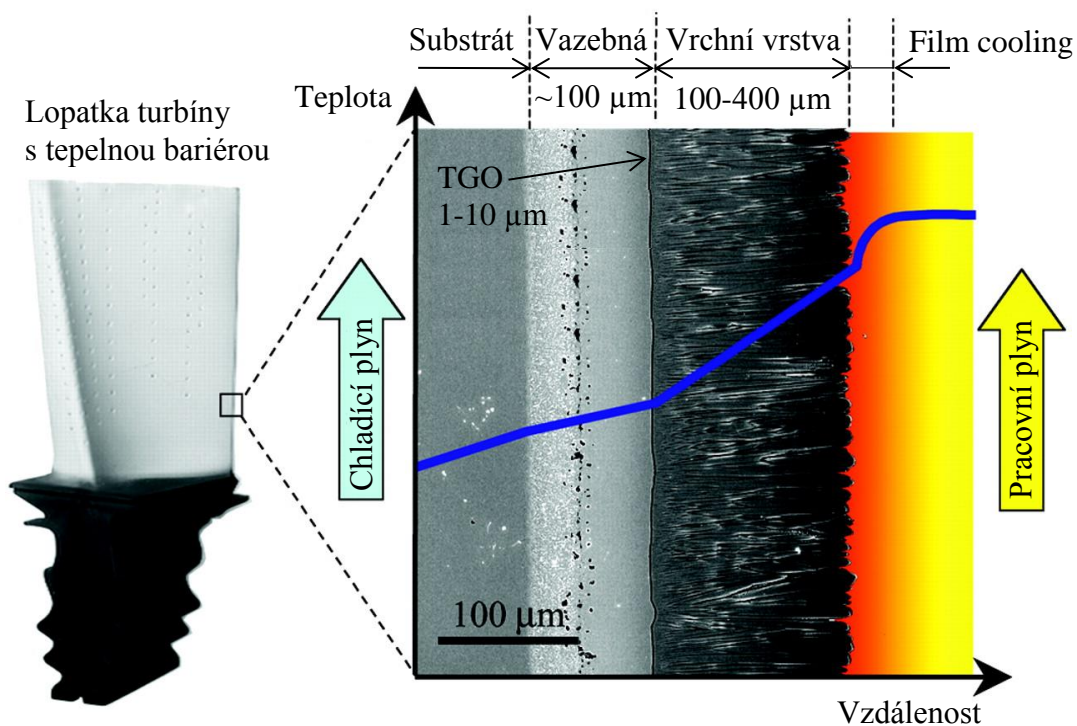 Substrát Vazebná Vrchní vrstva Film cooling
~100 µm 100-400 µm
Teplota
Lopatka turbíny
s tepelnou bariérou
TGO
1-10 µm
Chladící plyn
Pracovní plyn
100 µm
Vzdálenost